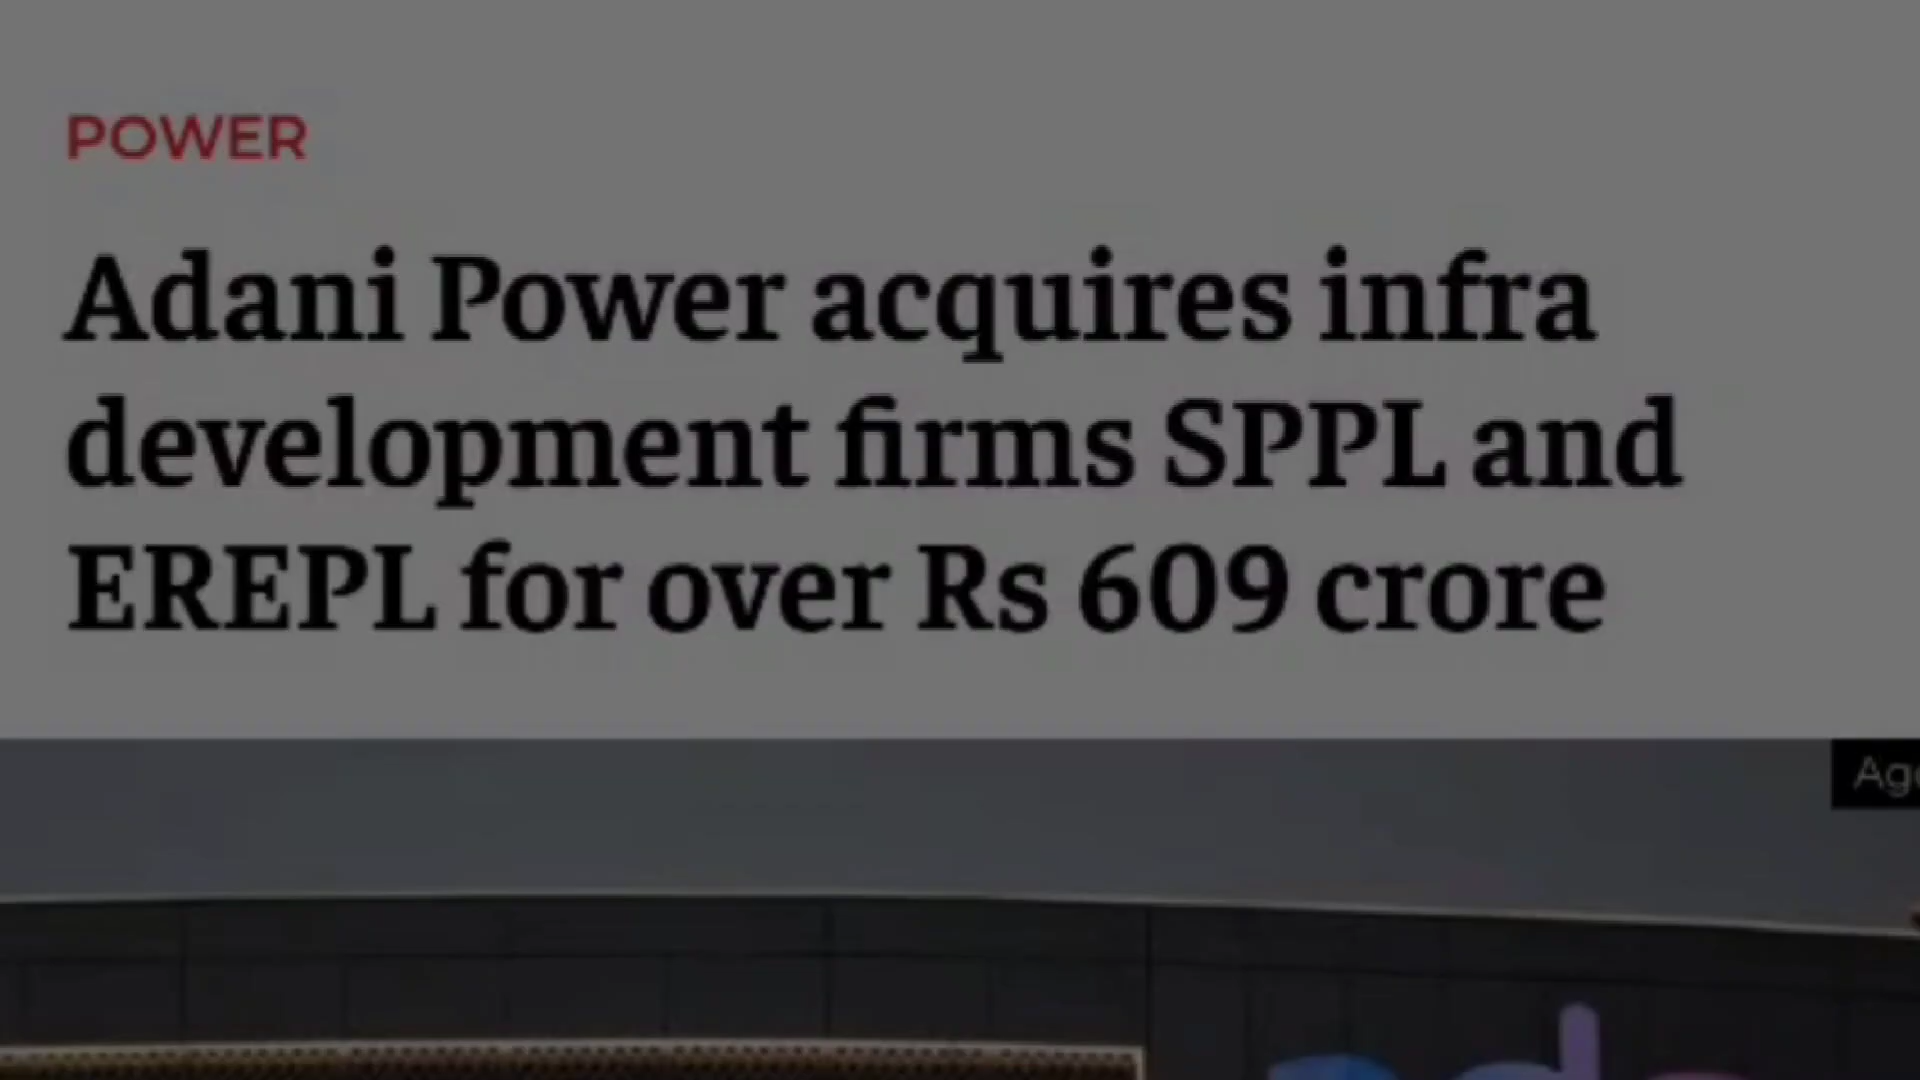 POWER
Adani Power acquires infra
development firms SPPL and
EREPL for over Rs 609 crore